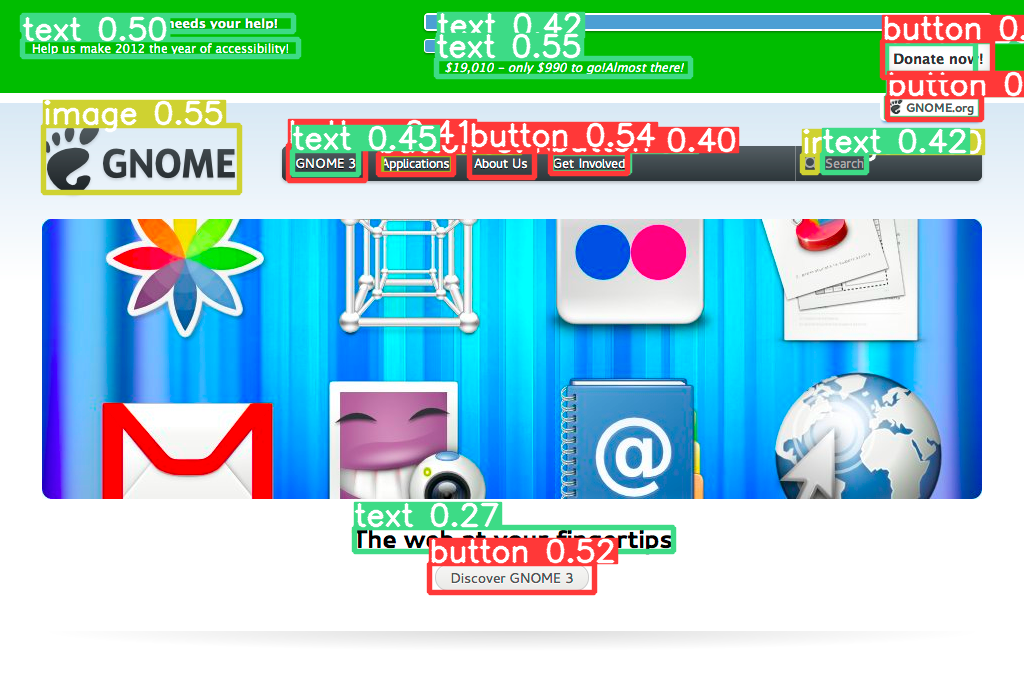 text 0.50
needs your help!
Help us make 2012 the year of accessibility!
text 0.42
text 0.55
$19,010 – only $990 to go!Almost there!
button 0.
Donate now!
button 0.
GNOME.org
image 0.55
GNOME
text 0.45
button 0.54
0.40
text 0.42
GNOME 3
Applications
About Us
Get Involved
Search
text 0.27
The web at your fingertips
button 0.52
Discover GNOME 3